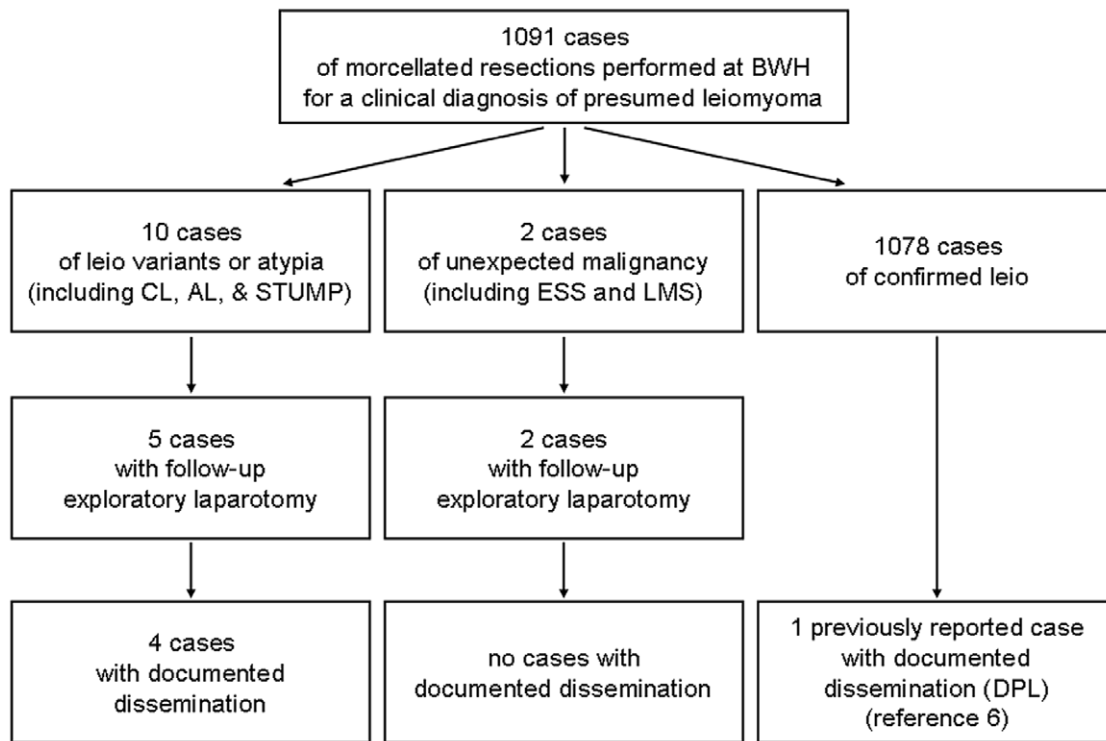 1091 cases
of morcellated resections performed at BWH
for a clinical diagnosis of presumed leiomyoma
10 cases
of leio variants or atypia
(including CL, AL, & STUMP)
2 cases
of unexpected malignancy
(including ESS and LMS)
1078 cases
of confirmed leio
5 cases
with follow-up
exploratory laparotomy
2 cases
with follow-up
exploratory laparotomy
4 cases
with documented
dissemination
no cases with
documented dissemination
1 previously reported case
with documented
dissemination (DPL)
(reference 6)